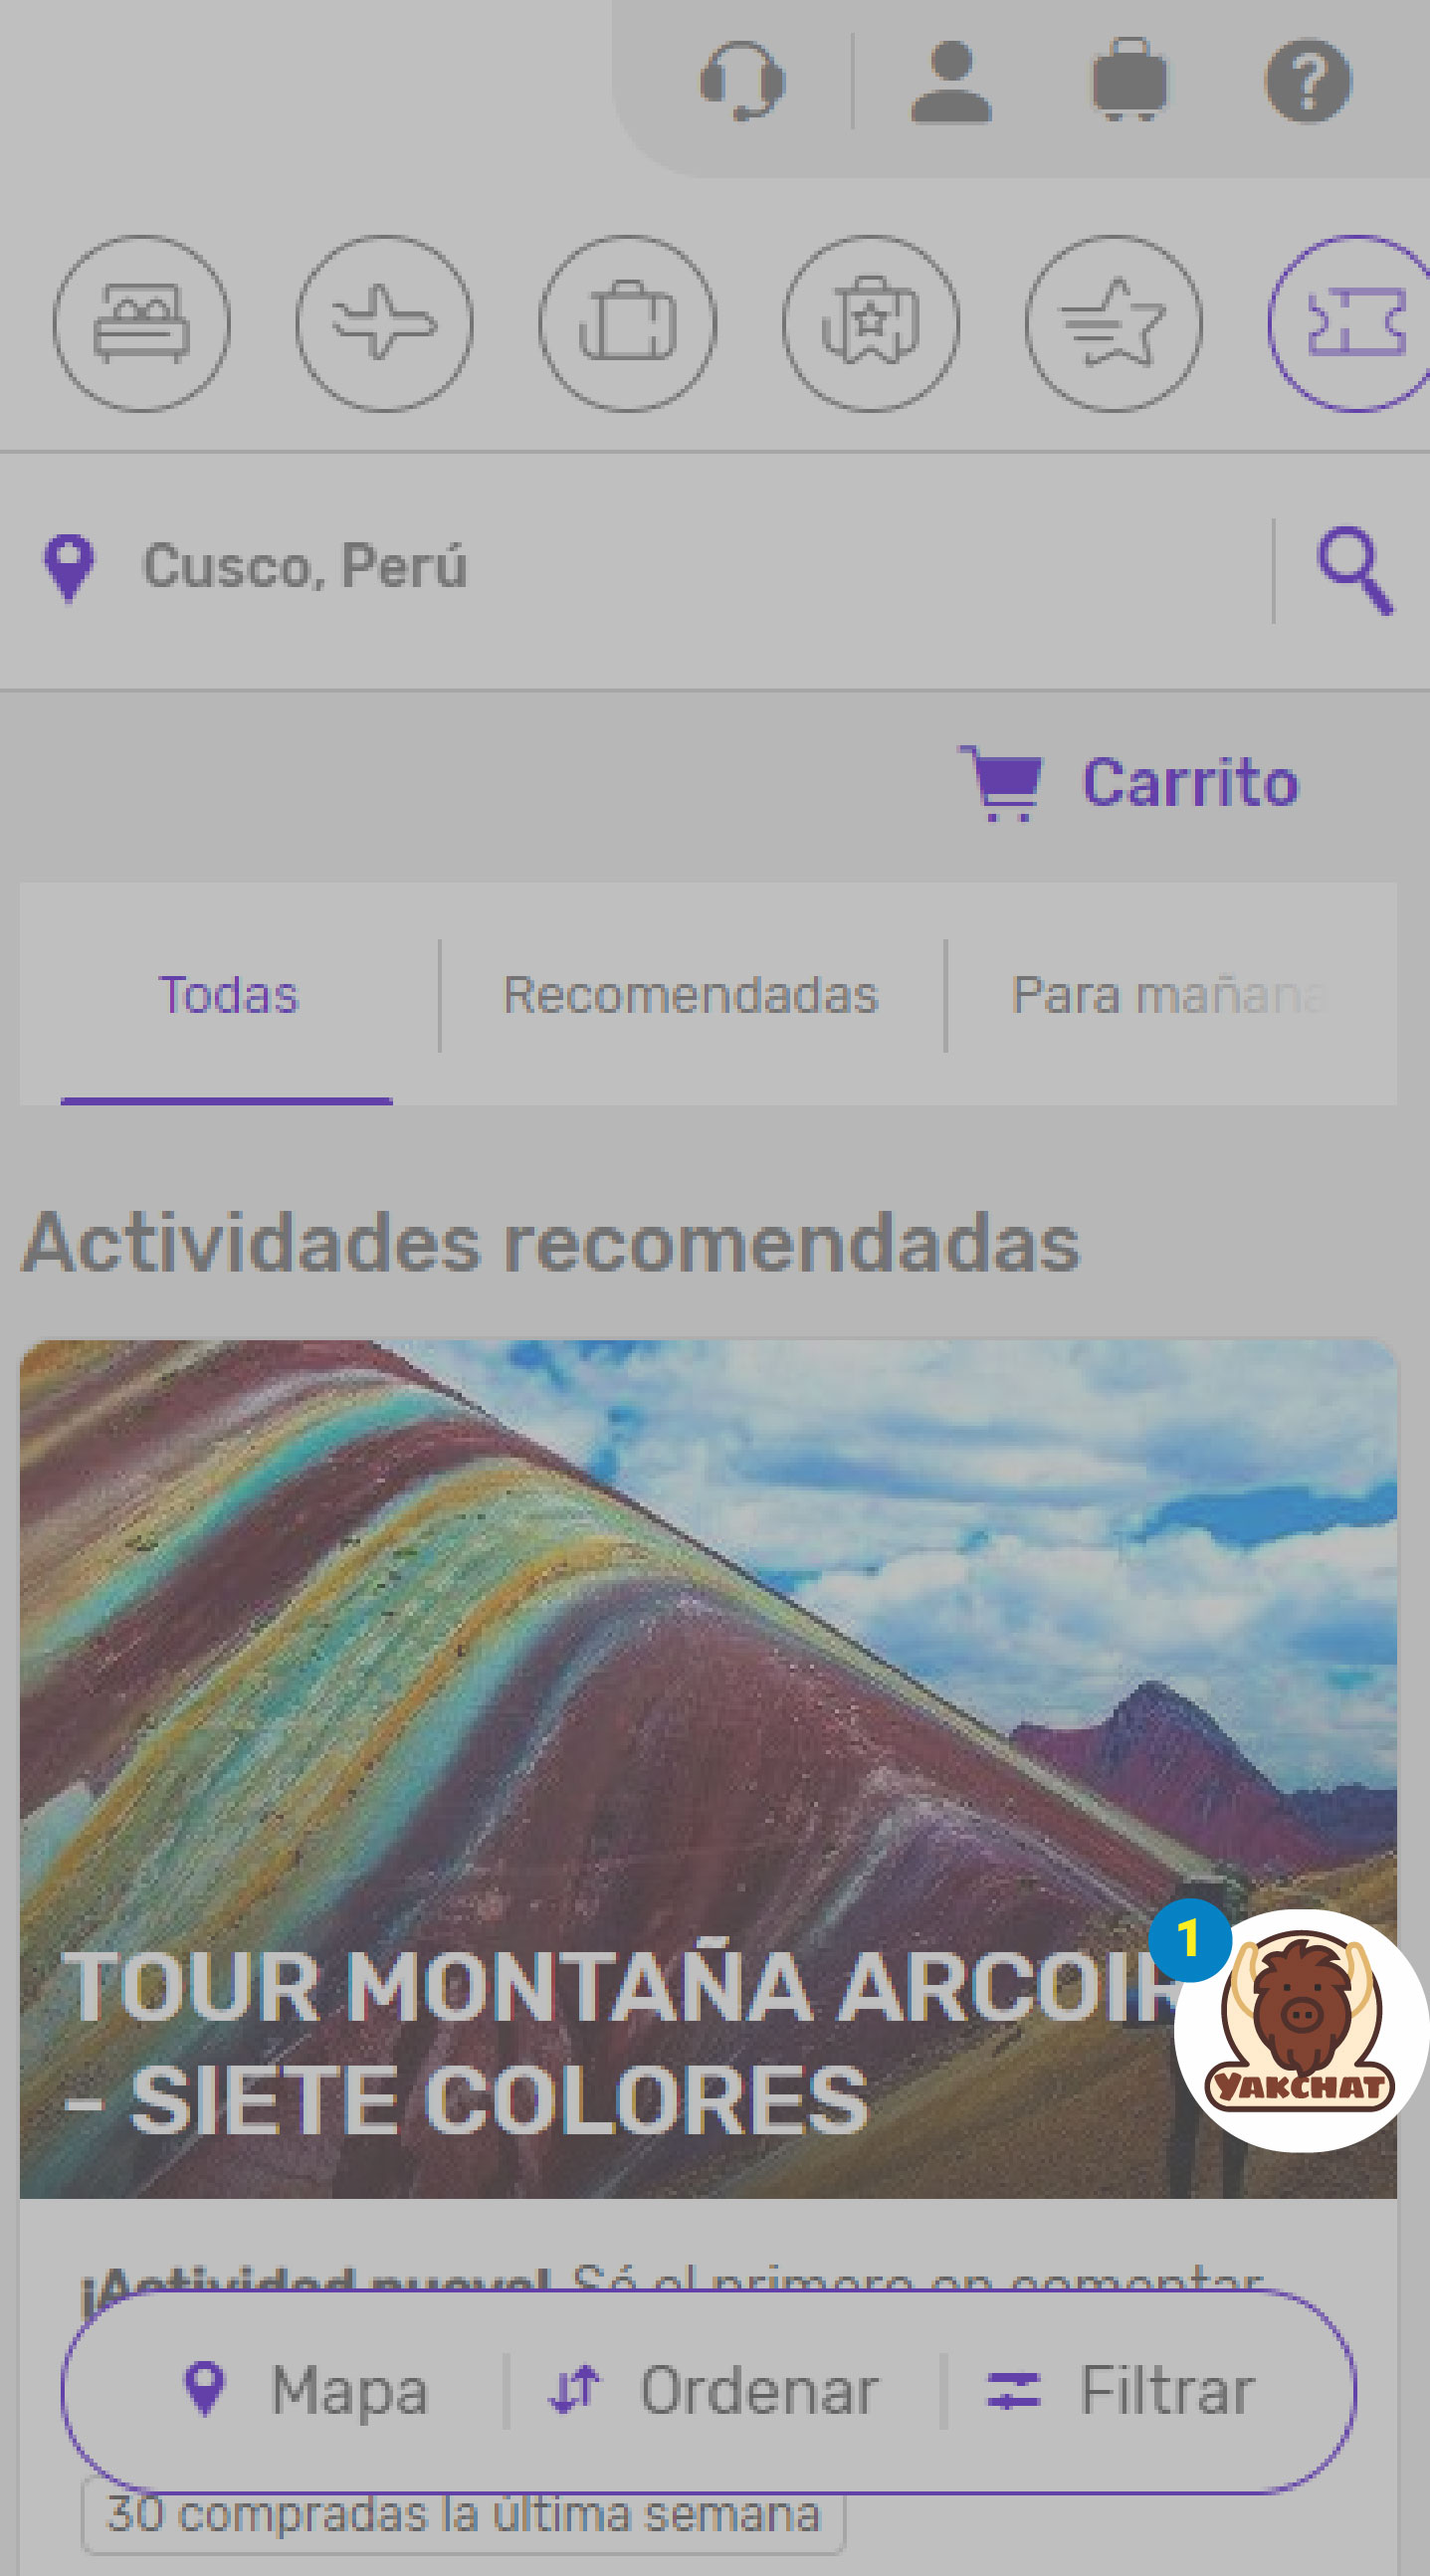 Cusco, Perú
Carrito
Todas
Recomendadas
Para mañana
Actividades recomendadas
TOUR MONTAÑA ARCOIR
- SIETE COLORES
1
YAKCHAT
¡Actividad nueva! Sé el primero en comentar
Mapa
Ordenar
Filtrar
30 compradas la última semana